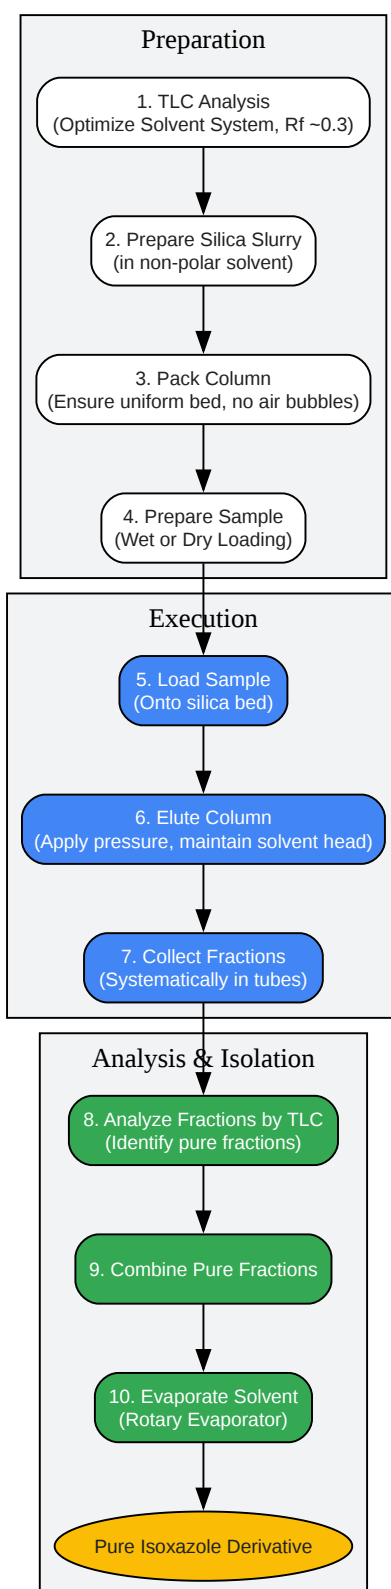 Preparation
1. TLC Analysis
(Optimize Solvent System, Rf ~0.3)
2. Prepare Silica Slurry
(in non-polar solvent)
3. Pack Column
(Ensure uniform bed, no air bubbles)
4. Prepare Sample
(Wet or Dry Loading)
Execution
5. Load Sample
(Onto silica bed)
6. Elute Column
(Apply pressure, maintain solvent head)
7. Collect Fractions
(Systematically in tubes)
Analysis & Isolation
8. Analyze Fractions by TLC
(Identify pure fractions)
9. Combine Pure Fractions
10. Evaporate Solvent
(Rotary Evaporator)
Pure Isoxazole Derivative